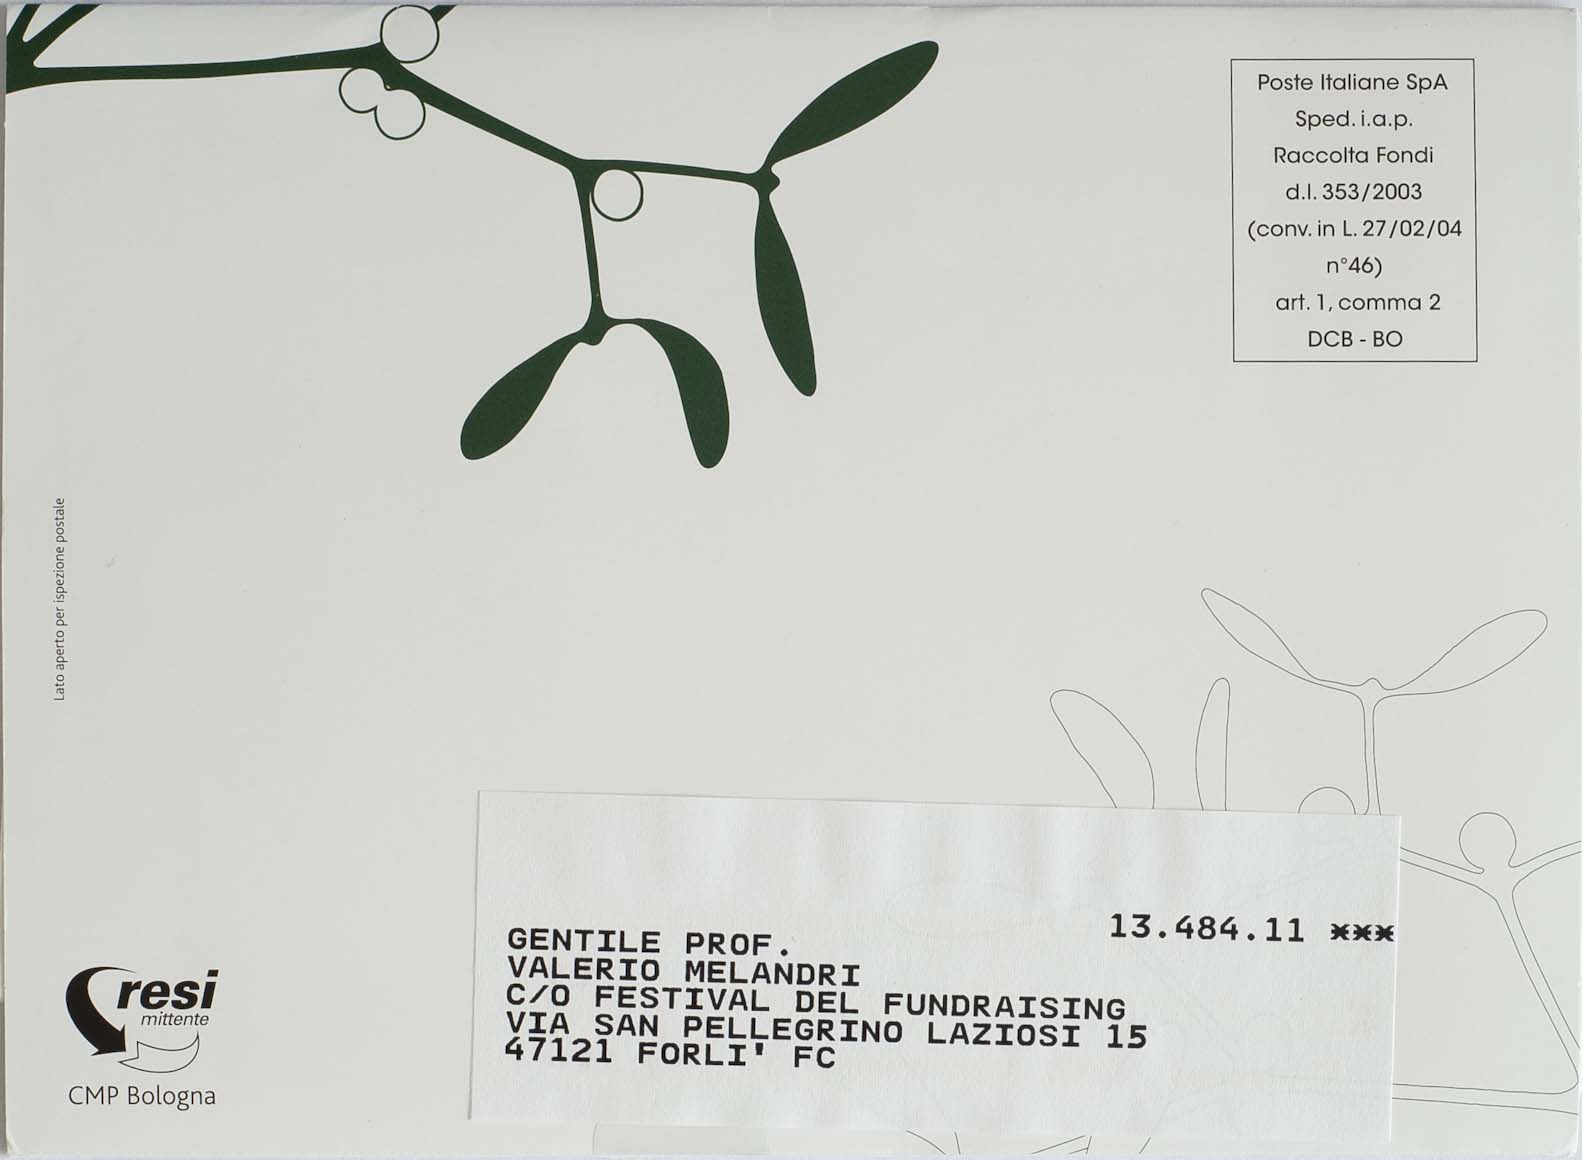 Poste Italiane SpA
Sped. i.a.p.
Raccolta Fondi
d.l. 353/2003
(conv. in L. 27/02/04
n°46)
art. 1, comma 2
DCB - BO
Lato aperto per ispezione postale
13.484.11 ***
GENTILE PROF.
VALERIO MELANDRI
C/O FESTIVAL DEL FUNDRAISING
VIA SAN PELLEGRINO LAZIOSI 15
47121 FORLI' FC
resi
mittente
CMP Bologna